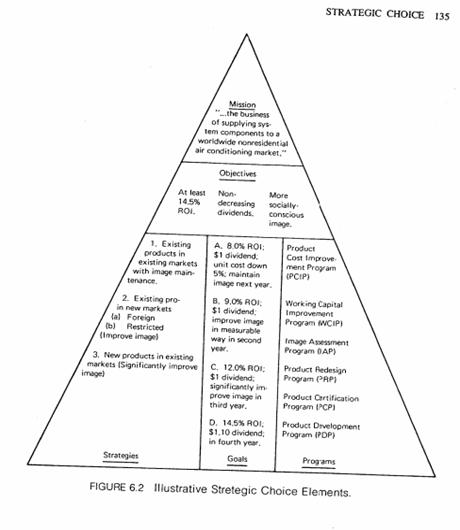 STRATEGIC CHOICE 135
Mission
"...the business
of supplying sys-
tem components to a
worldwide nonresidential
air conditioning market."
Objectives
At least
14.5%
ROI.
Non-
decreasing
dividends.
More
socially-
conscious
image.
1. Existing
products in
existing markets
with image main-
tenance.
2. Existing pro-
in new markets
(a) Foreign
(b) Restricted
(Improve image)
3. New products in existing
markets (Significantly improve
image)
Strategies
A. 8.0% ROI;
$1 dividend;
unit cost down
5%; maintain
image next year.
B. 9.0% ROI;
$1 dividend;
improve image
in measurable
way in second
year.
C. 12.0% ROI;
$1 dividend;
significantly im-
prove image in
third year.
D. 14.5% ROI;
$1.10 dividend;
in fourth year.
Goals
Product
Cost Improve-
ment Program
(PCIP)
Working Capital
Improvement
Program (WCIP)
Image Assessment
Program (IAP)
Product Redesign
Program (PRP)
Product Certification
Program (PCP)
Product Development
Program (PDP)
Programs
FIGURE 6.2 Illustrative Stretegic Choice Elements.